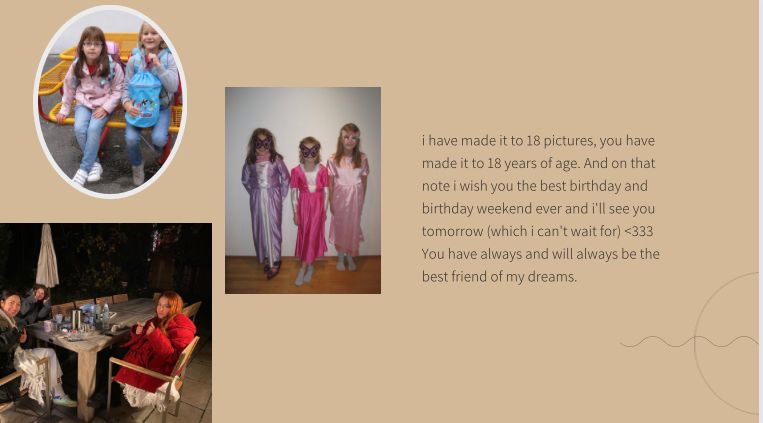 i have made it to 18 pictures, you have
made it to 18 years of age. And on that
note i wish you the best birthday and
birthday weekend ever and i'll see you
tomorrow (which i can't wait for) <333
You have always and will always be the
best friend of my dreams.